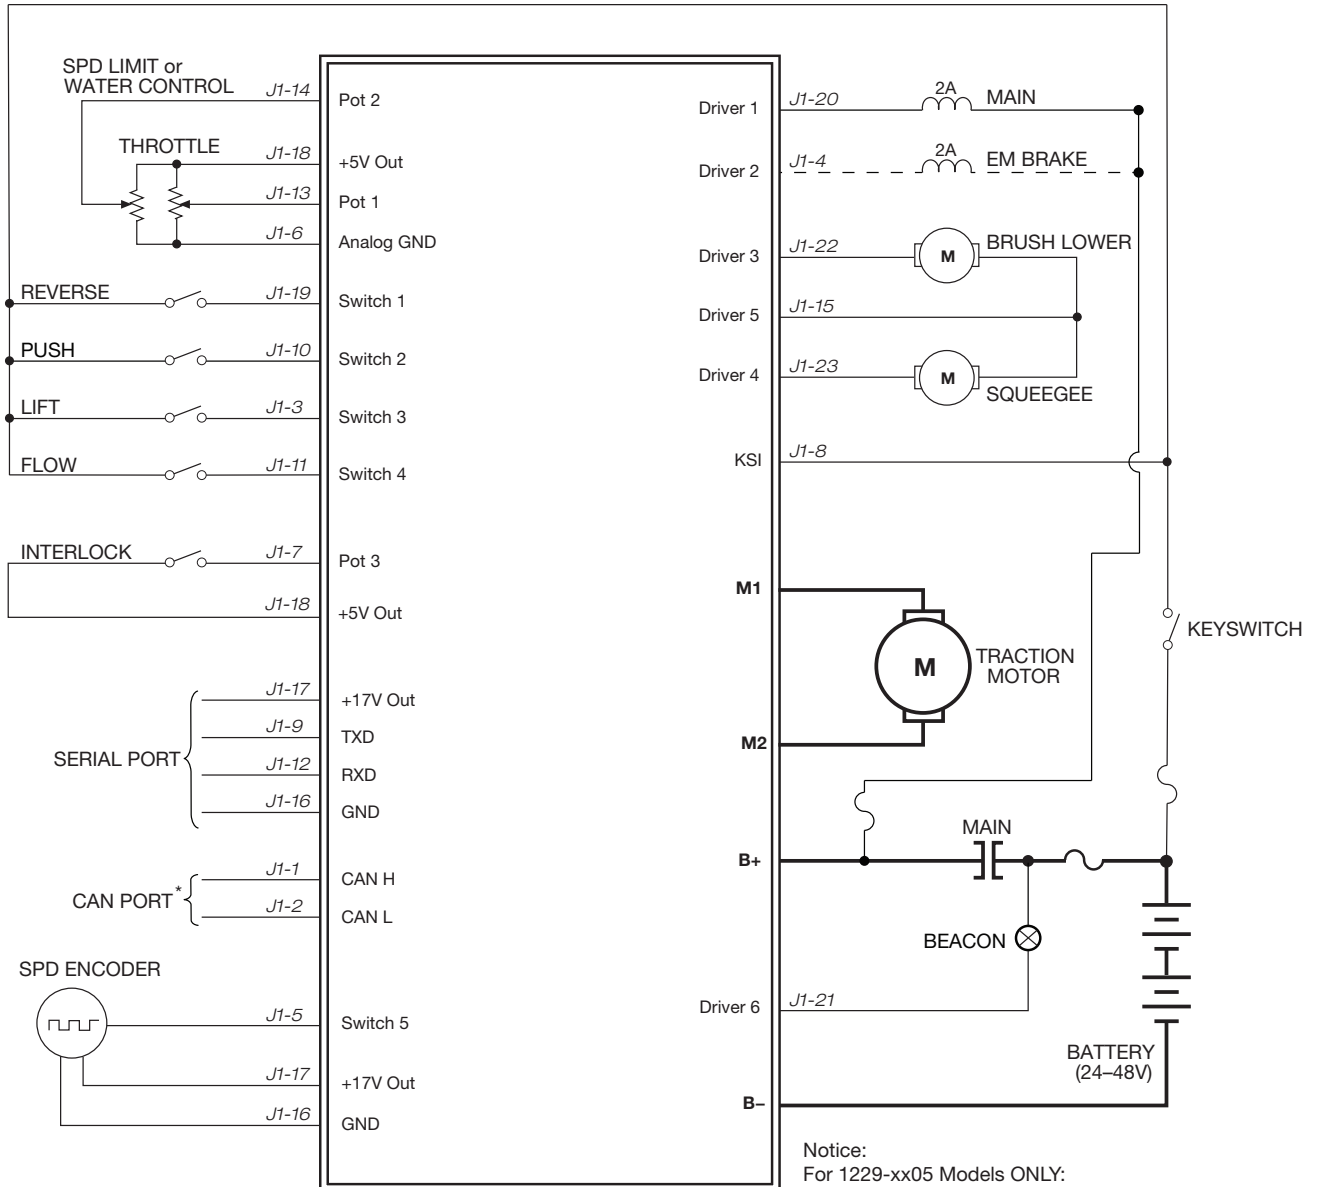 SPD LIMIT or
WATER CONTROL
J1-14
Pot 2
THROTTLE
J1-18
+5V Out
J1-13
Pot 1
J1-6
Analog GND
REVERSE
J1-19
Switch 1
PUSH
J1-10
Switch 2
LIFT
J1-3
Switch 3
FLOW
J1-11
Switch 4
INTERLOCK
J1-7
Pot 3
J1-18
+5V Out
SERIAL PORT
J1-17
+17V Out
J1-9
TXD
J1-12
RXD
J1-16
GND
CAN PORT*
J1-1
CAN H
J1-2
CAN L
SPD ENCODER
J1-5
Switch 5
J1-17
+17V Out
J1-16
GND
Driver 1
J1-20
2A
MAIN
Driver 2
J1-4
2A
EM BRAKE
Driver 3
J1-22
M
BRUSH LOWER
Driver 5
J1-15
Driver 4
J1-23
M
SQUEEGEE
KSI
J1-8
M1
M
TRACTION
MOTOR
M2
KEYSWITCH
B+
MAIN
BEACON
Driver 6
J1-21
BATTERY
(24–48V)
B–
Notice:
For 1229-xx05 Models ONLY: